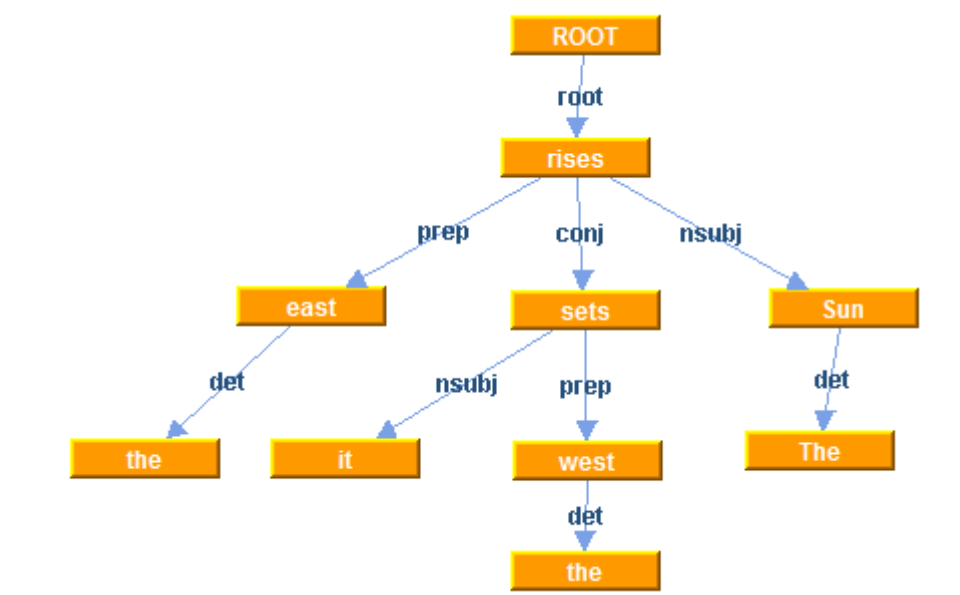 ROOT
root
rises
prep conj nsubj
east sets Sun
det nsubj prep det
the it west The
det
the